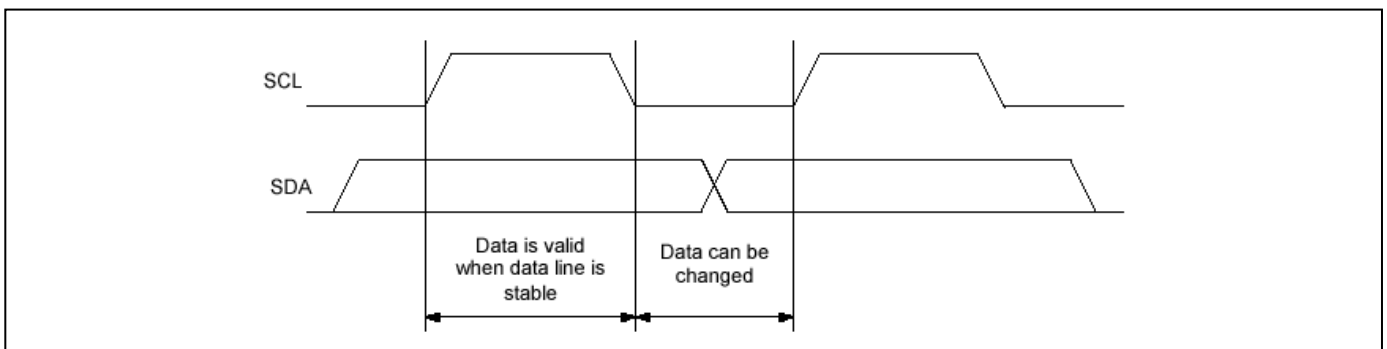 SCL
SDA
Data is valid
when data line is
stable
Data can be
changed